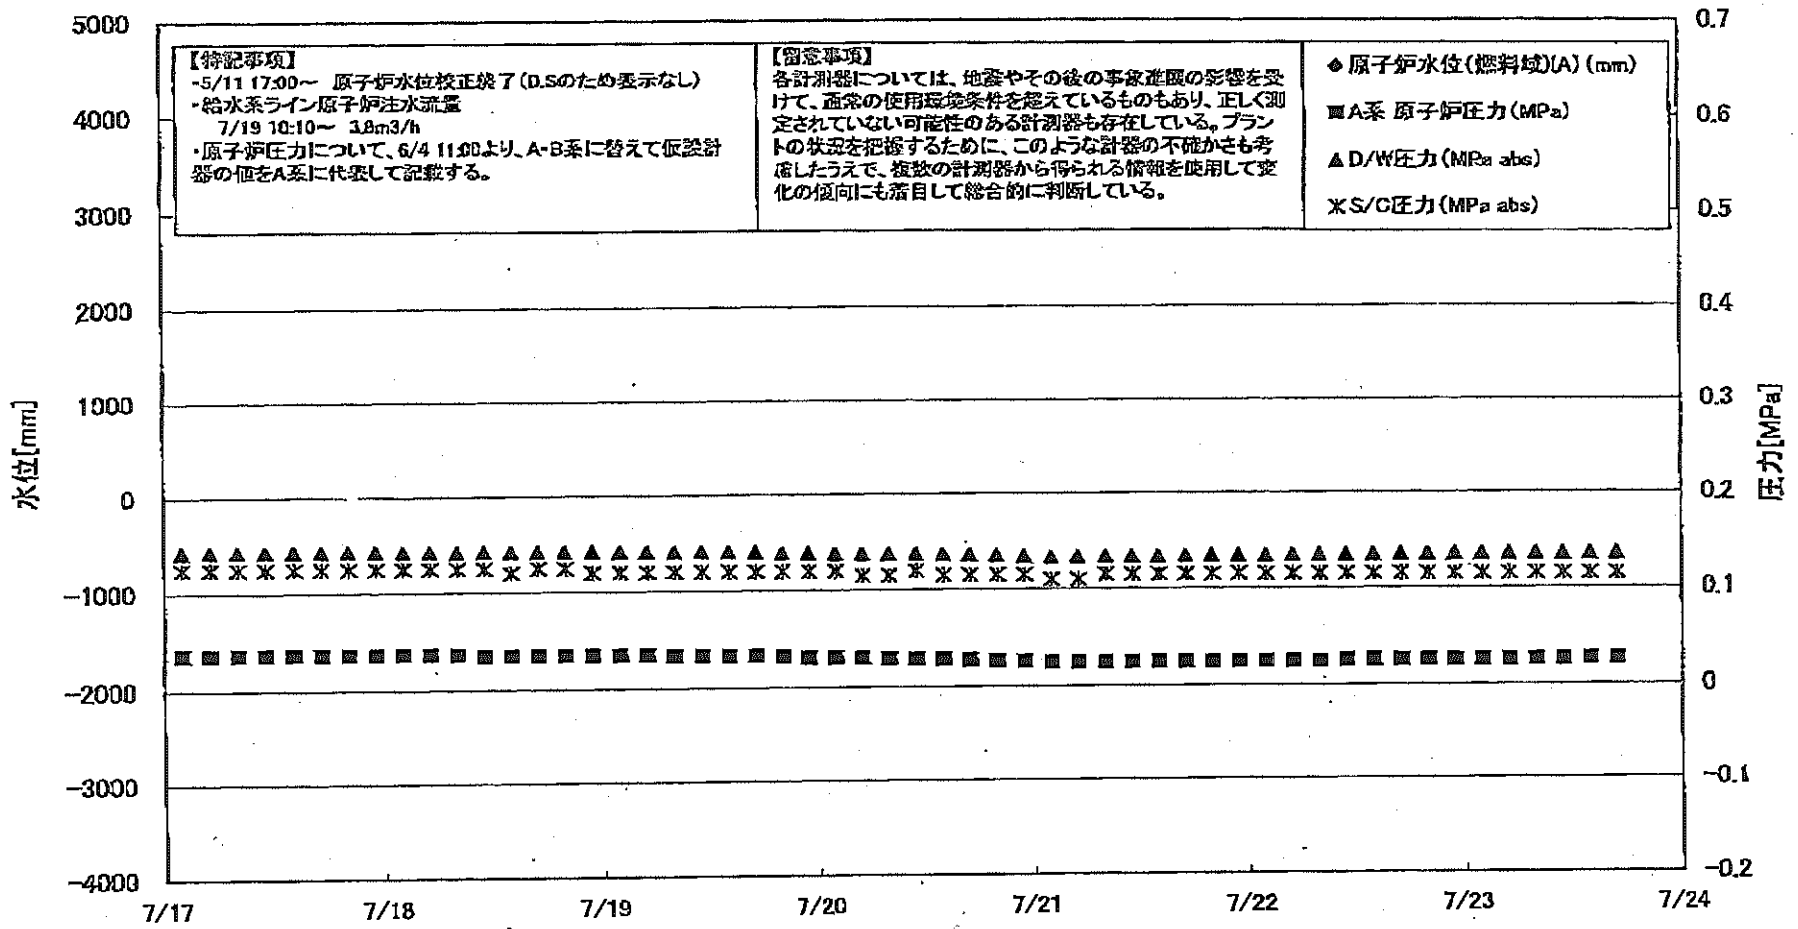 5000
4000
3000
2000
1000
0
-1000
-2000
-3000
-4000
水位[mm]
【特記事項】
・5/11 17:00～ 原子炉水位校正終了(D.Sのため表示なし)
・給水系ライン原子炉注水流量
7/19 10:10～ 3.8m3/h
・原子炉圧力について、6/4 11:00より、A・B系に替えて仮設計
器の値をA系に代表して記載する。
【留意事項】
各計測器については、地震やその後の事象進展の影響を受
けて、通常の使用環境条件を超えているものもあり、正しく測
定されていない可能性のある計測器も存在している。プラン
トの状況を把握するために、このような計器の不確かさも考
慮したうえで、複数の計測器から得られる情報を使用して変
化の傾向にも着目して総合的に判断している。
◆原子炉水位(燃料域)(A)(mm)
■A系 原子炉圧力(MPa)
▲D/W圧力(MPa abs)
✳S/C圧力(MPa abs)
0.7
0.6
0.5
0.4
0.3
0.2
0.1
0
-0.1
-0.2
圧力[MPa]
7/17
7/18
7/19
7/20
7/21
7/22
7/23
7/24